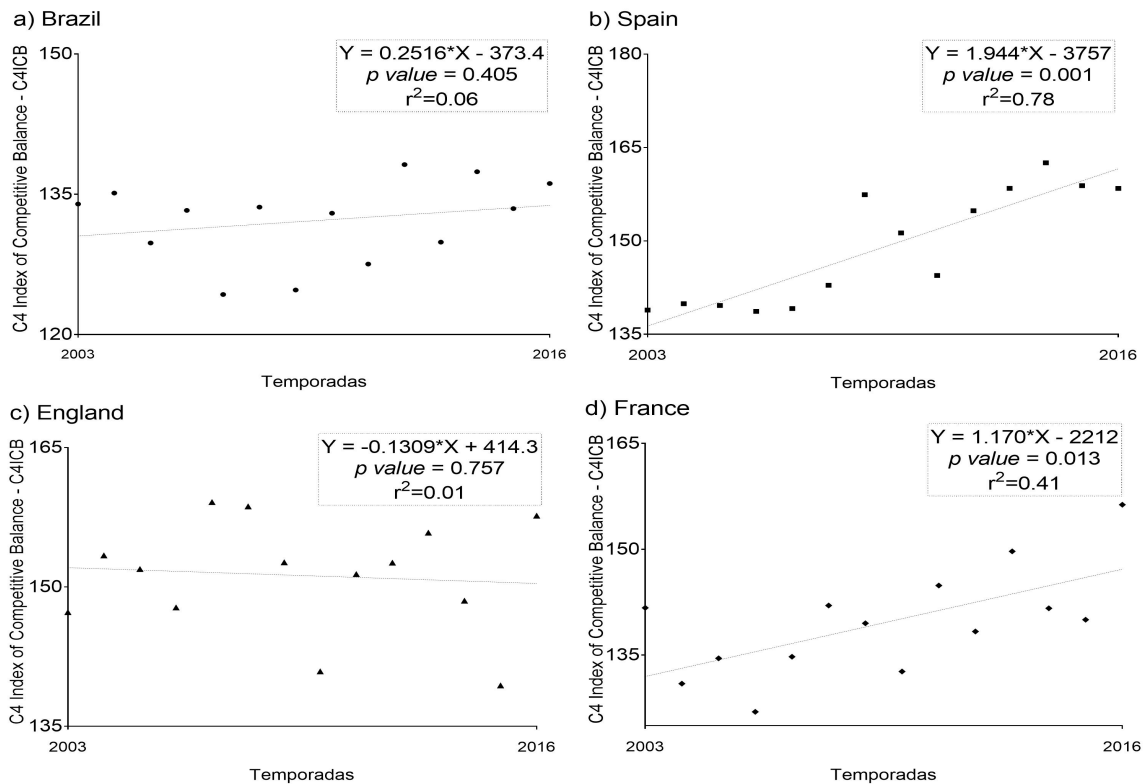 a) Brazil
C4 Index of Competitive Balance - C4ICB
150
135
120
Y = 0.2516*X - 373.4
p value = 0.405
r²=0.06
2003
2016
Temporadas
b) Spain
C4 Index of Competitive Balance - C4ICB
180
165
150
135
Y = 1.944*X - 3757
p value = 0.001
r²=0.78
2003
2016
Temporadas
c) England
C4 Index of Competitive Balance - C4ICB
165
150
135
Y = -0.1309*X + 414.3
p value = 0.757
r²=0.01
2003
2016
Temporadas
d) France
C4 Index of Competitive Balance - C4ICB
165
150
135
Y = 1.170*X - 2212
p value = 0.013
r²=0.41
2003
2016
Temporadas